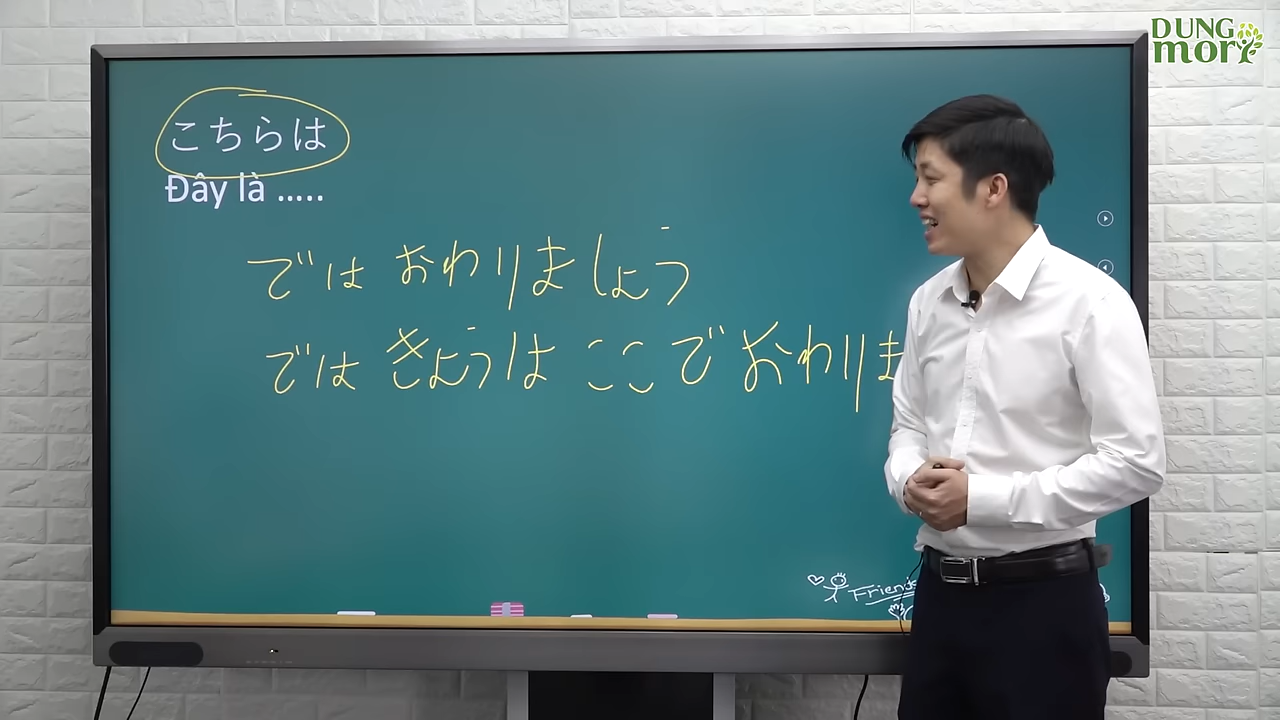 DUNG
mori
こちらは
Đây là .....
では おわりましょう
では きょうは ここで おわりま
Friends